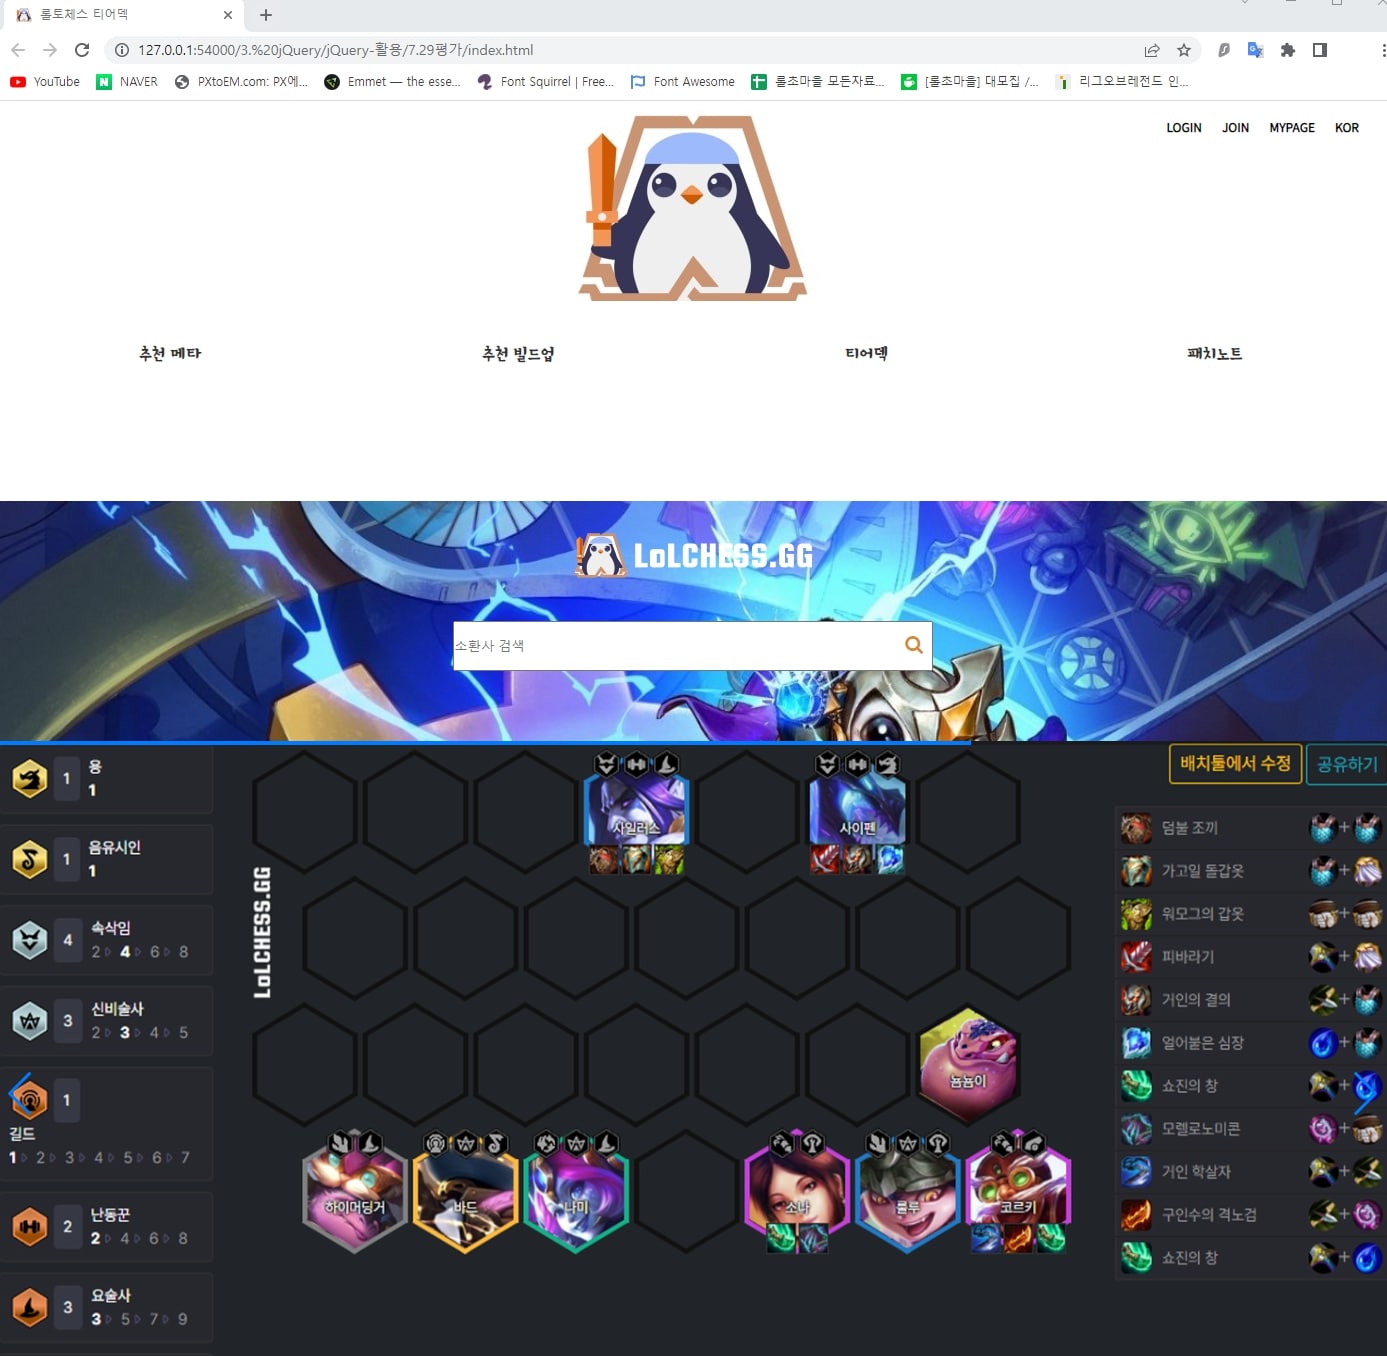 롤토체스 티어덱
127.0.0.1:54000/3.%20jQuery/jQuery-활용/7.29평가/index.html
YouTube NAVER PXtoEM.com: PX에... Emmet — the esse... Font Squirrel | Free... Font Awesome 롤초마을 모든자료... [롤초마을] 대모집 /... 리그오브레전드 인...
LOGIN JOIN MYPAGE KOR
추천 메타 추천 빌드업 티어덱 패치노트
LoLCHESS.GG
소환사 검색
배치툴에서 수정 공유하기
1 용
1
1 음유시인
1
4 속삭임
2 4 6 8
3 신비술사
2 3 4 5
1
길드
1 2 3 4 5 6 7
2 난동꾼
2 4 6 8
3 요술사
3 5 7 9
LoLCHESS.GG
사일러스 사이펜
뇸뇸이
하이머딩거 바드 나미 소나 룰루 코르키
덤불 조끼 +
가고일 돌갑옷 +
워모그의 갑옷 +
피바라기 +
거인의 결의 +
얼어붙은 심장 +
쇼진의 창 +
모렐로노미콘 +
거인 학살자 +
구인수의 격노검 +
쇼진의 창 +